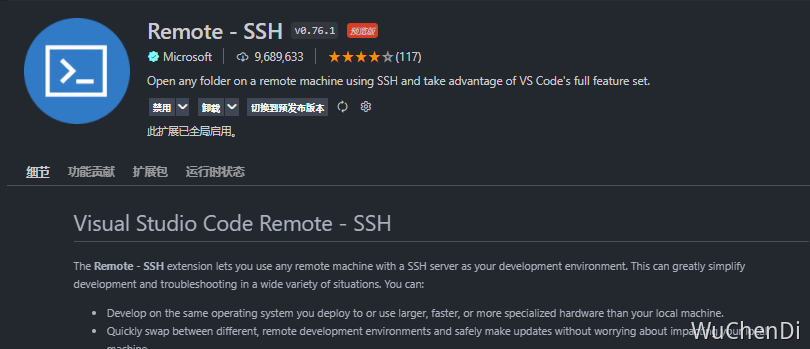 Remote - SSH v0.76.1 预览版
Microsoft 9,689,633 (117)
Open any folder on a remote machine using SSH and take advantage of VS Code's full feature set.
禁用 卸载 切换到预发布版本
此扩展已全局启用。
细节 功能贡献 扩展包 运行时状态
Visual Studio Code Remote - SSH
The Remote - SSH extension lets you use any remote machine with a SSH server as your development environment. This can greatly simplify
development and troubleshooting in a wide variety of situations. You can:
Develop on the same operating system you deploy to or use larger, faster, or more specialized hardware than your local machine.
Quickly swap between different, remote development environments and safely make updates without worrying about impacting your local
machine.
WuChenDi